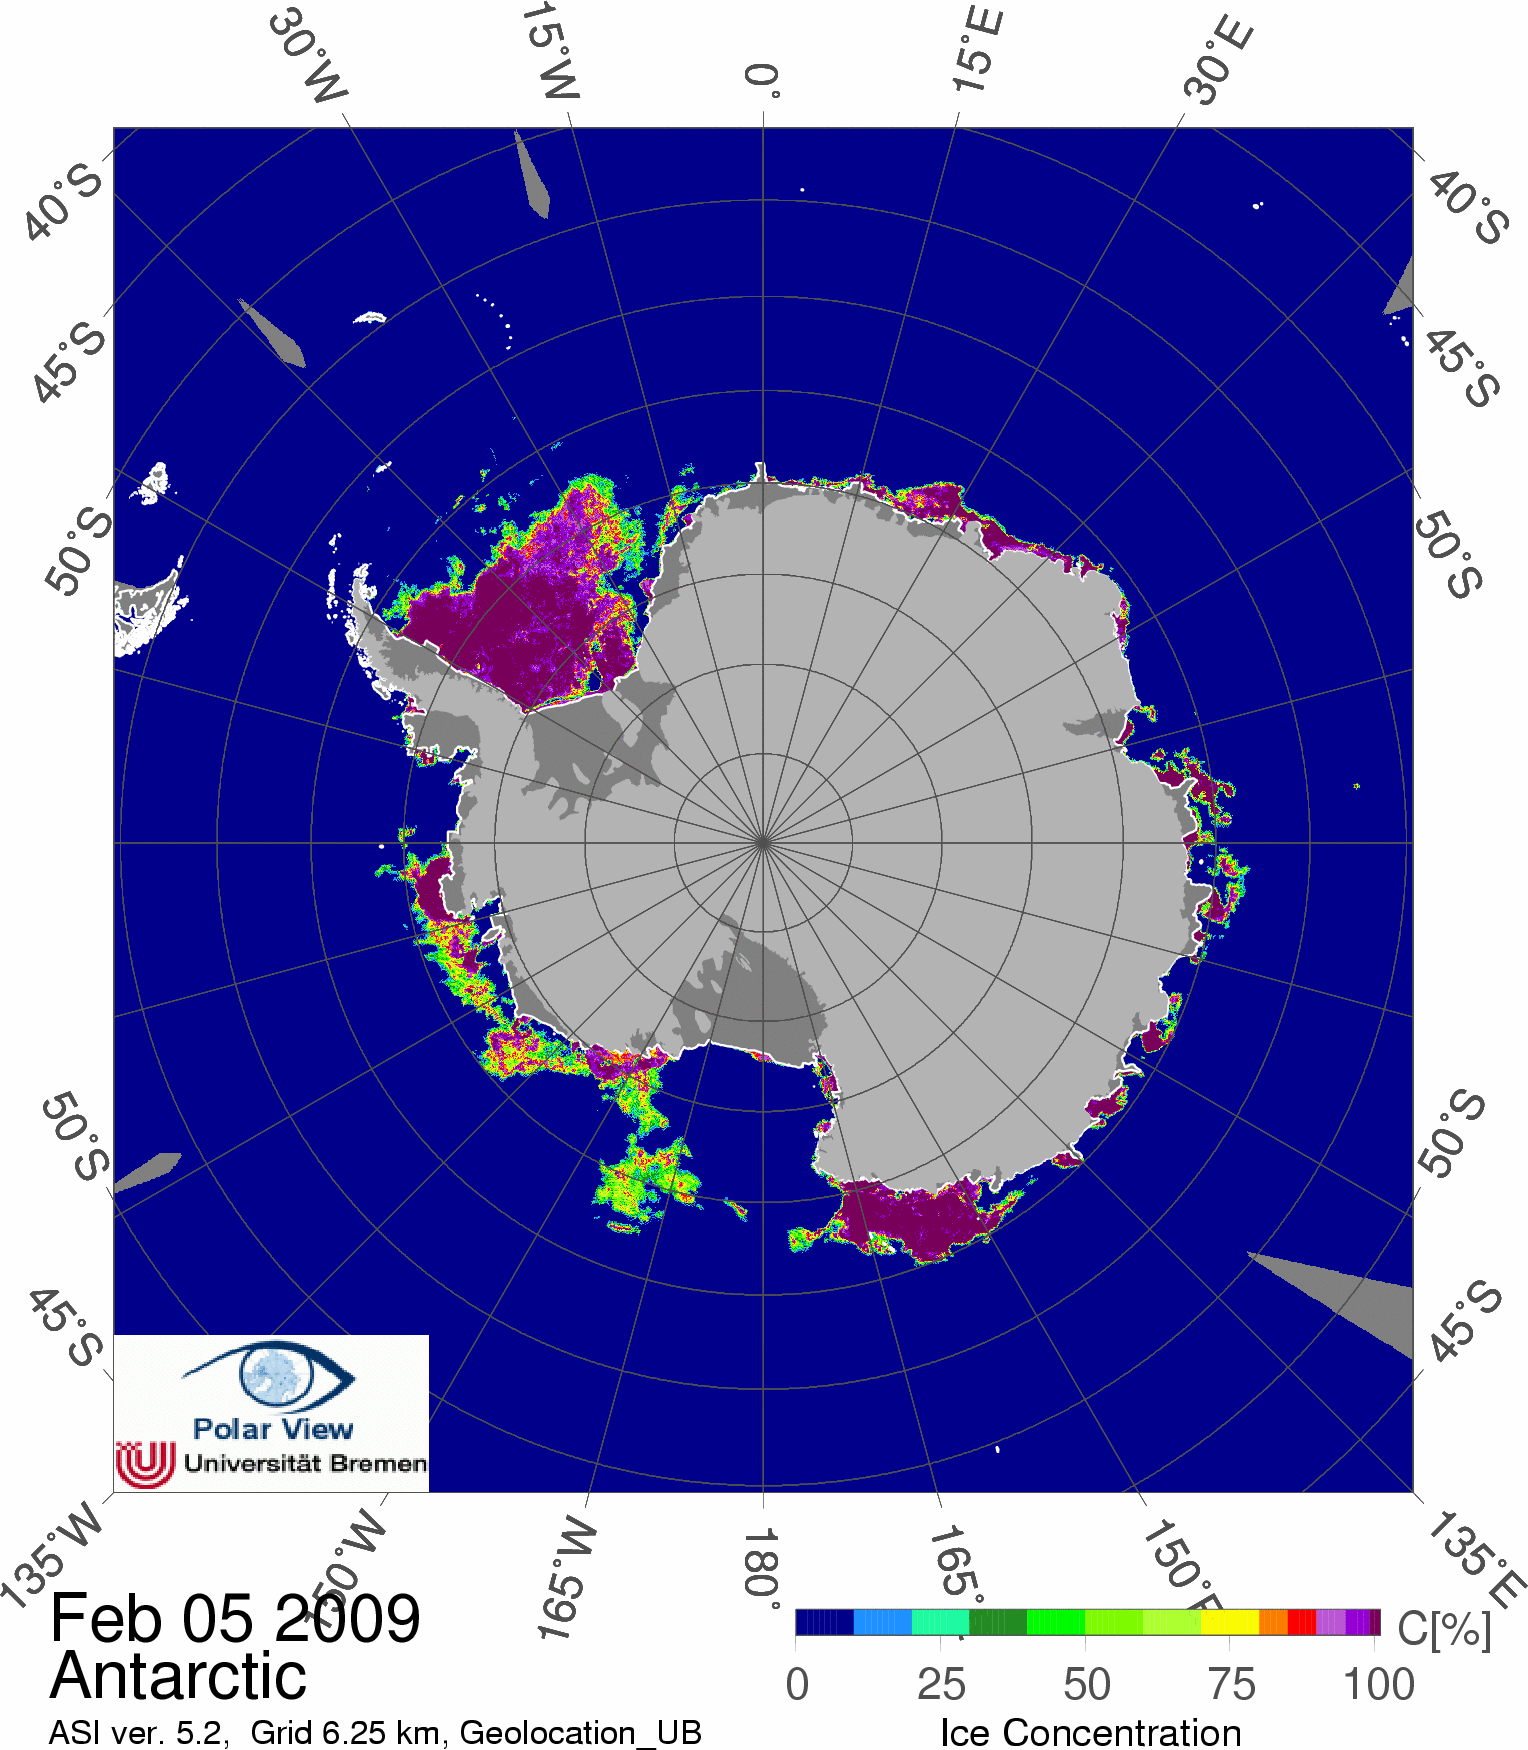 30°W
15°W
0°
15°E
30°E
40°S
40°S
45°S
45°S
50°S
50°S
50°S
50°S
45°S
45°S
Polar View
Universität Bremen
135°W
150°W
165°W
180°
165°
150°E
135°E
Feb 05 2009
Antarctic
ASI ver. 5.2, Grid 6.25 km, Geolocation_UB
C[%]
0 25 50 75 100
Ice Concentration